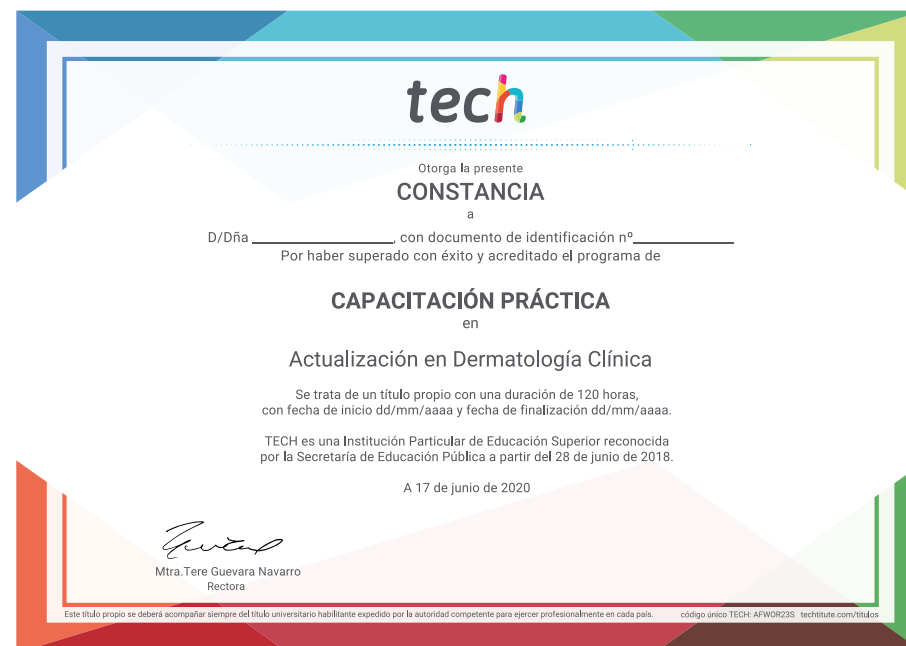 tech
Otorga la presente
CONSTANCIA
a
D/Dña ____________________, con documento de identificación nº______________
Por haber superado con éxito y acreditado el programa de
CAPACITACIÓN PRÁCTICA
en
Actualización en Dermatología Clínica
Se trata de un título propio con una duración de 120 horas,
con fecha de inicio dd/mm/aaaa y fecha de finalización dd/mm/aaaa.
TECH es una Institución Particular de Educación Superior reconocida
por la Secretaría de Educación Pública a partir del 28 de junio de 2018.
A 17 de junio de 2020
Mtra.Tere Guevara Navarro
Rectora
Este título propio se deberá acompañar siempre del título universitario habilitante expedido por la autoridad competente para ejercer profesionalmente en cada país. código único TECH: AFWOR23S techtitute.com/titulos